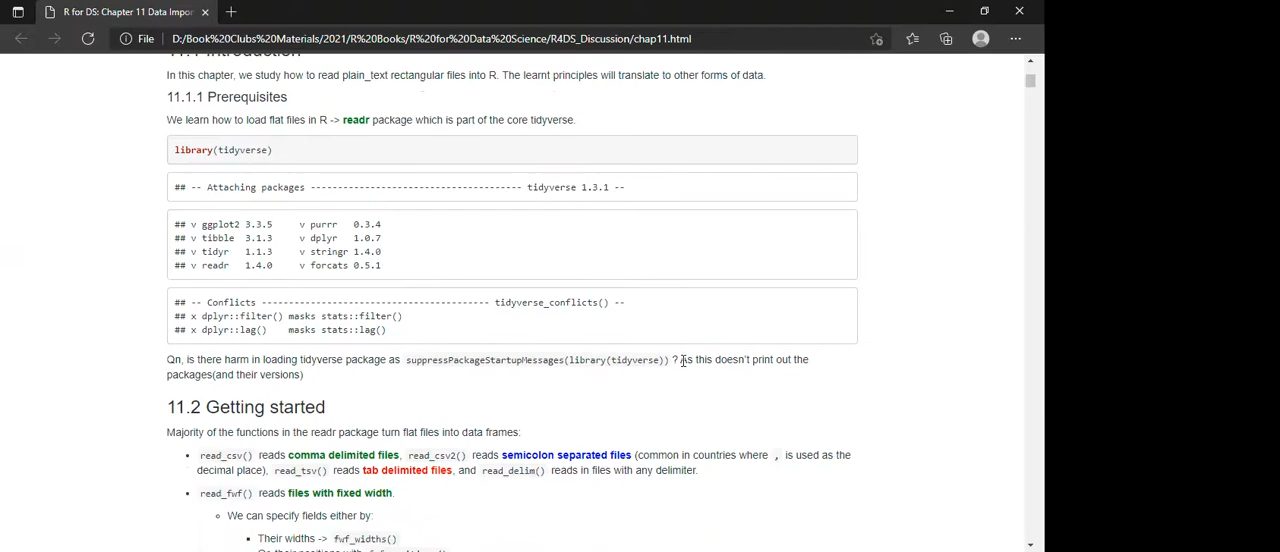 R for DS: Chapter 11 Data Impor
File D:/Book%20Clubs%20Materials/2021/R%20Books/R%20for%20Data%20Science/R4DS_Discussion/chap11.html
11.1 Introduction
In this chapter, we study how to read plain_text rectangular files into R. The learnt principles will translate to other forms of data.
11.1.1 Prerequisites
We learn how to load flat files in R -> readr package which is part of the core tidyverse.
library(tidyverse)
## -- Attaching packages --------------------------------------- tidyverse 1.3.1 --
## v ggplot2 3.3.5     v purrr   0.3.4
## v tibble  3.1.3     v dplyr   1.0.7
## v tidyr   1.1.3     v stringr 1.4.0
## v readr   1.4.0     v forcats 0.5.1
## -- Conflicts ------------------------------------------ tidyverse_conflicts() --
## x dplyr::filter() masks stats::filter()
## x dplyr::lag()    masks stats::lag()
Qn, is there harm in loading tidyverse package as suppressPackageStartupMessages(library(tidyverse)) ? As this doesn't print out the
packages(and their versions)
11.2 Getting started
Majority of the functions in the readr package turn flat files into data frames:
• read_csv() reads comma delimited files, read_csv2() reads semicolon separated files (common in countries where , is used as the
decimal place), read_tsv() reads tab delimited files, and read_delim() reads in files with any delimiter.
• read_fwf() reads files with fixed width.
We can specify fields either by:
Their widths -> fwf_widths()